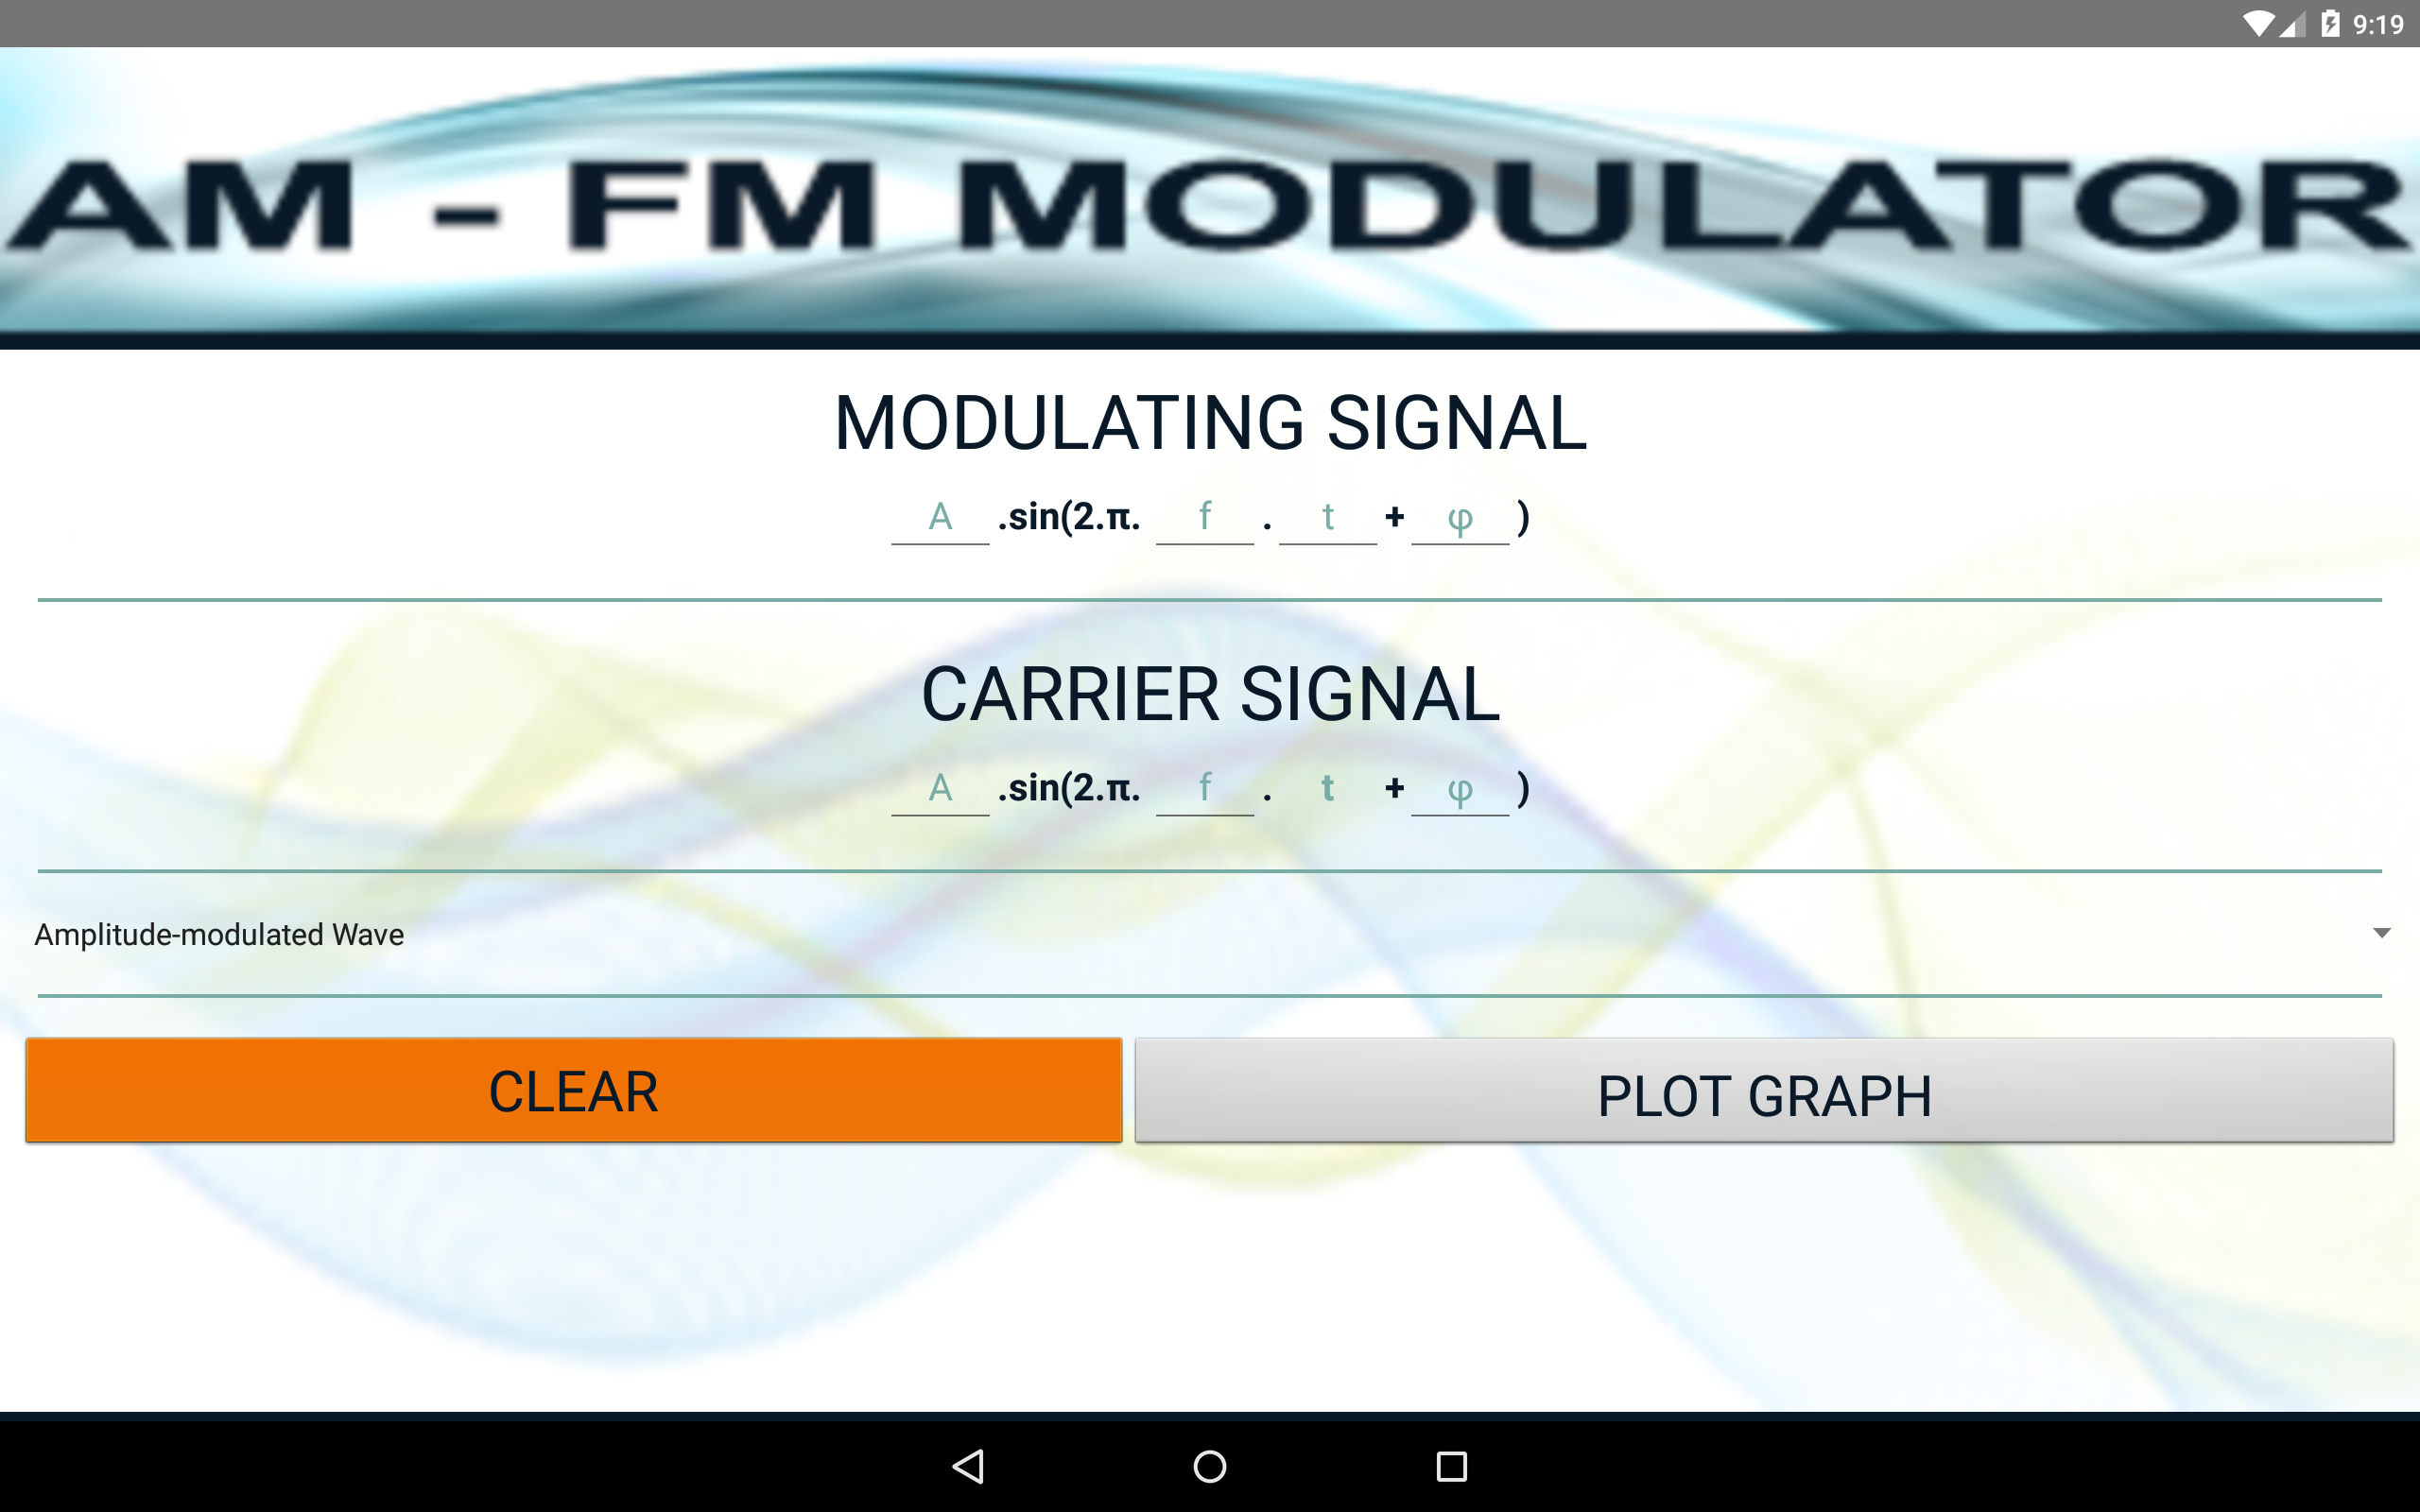 9:19
AM - FM MODULATOR
MODULATING SIGNAL
A .sin(2.π. f . t + φ )
CARRIER SIGNAL
A .sin(2.π. f . t + φ )
Amplitude-modulated Wave
CLEAR PLOT GRAPH